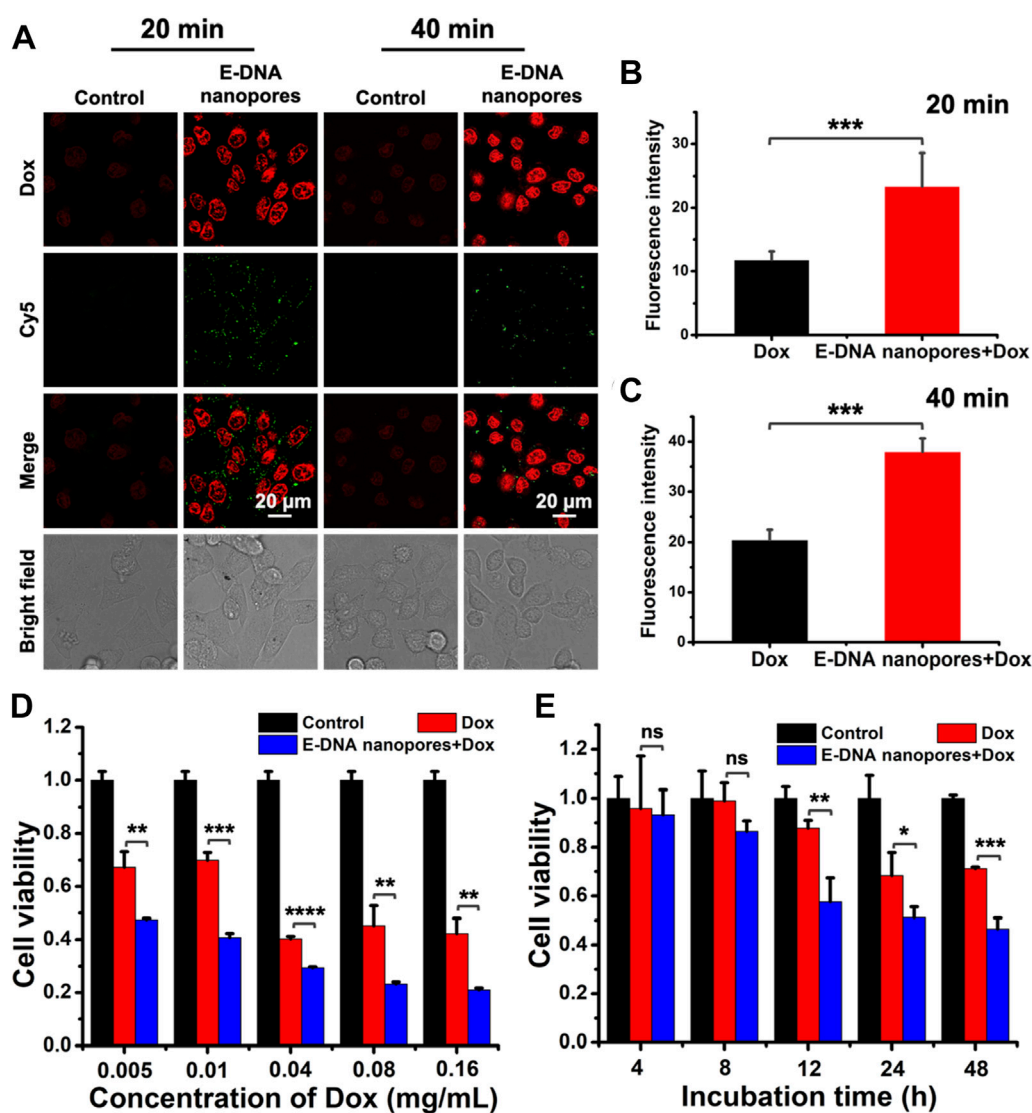 A
20 min
40 min
Control
E-DNA
nanopores
Control
E-DNA
nanopores
Dox
Cy5
Merge
Bright field
20 µm
20 µm
B
20 min
***
Fluorescence intensity
30
20
10
0
Dox
E-DNA nanopores+Dox
C
40 min
***
Fluorescence intensity
40
30
20
10
0
Dox
E-DNA nanopores+Dox
D
Control
Dox
E-DNA nanopores+Dox
Cell viability
1.2
1.0
0.8
0.6
0.4
0.2
0.0
**
***
****
**
**
0.005
0.01
0.04
0.08
0.16
Concentration of Dox (mg/mL)
E
Control
Dox
E-DNA nanopores+Dox
Cell viability
1.2
1.0
0.8
0.6
0.4
0.2
0.0
ns
ns
**
*
***
4
8
12
24
48
Incubation time (h)